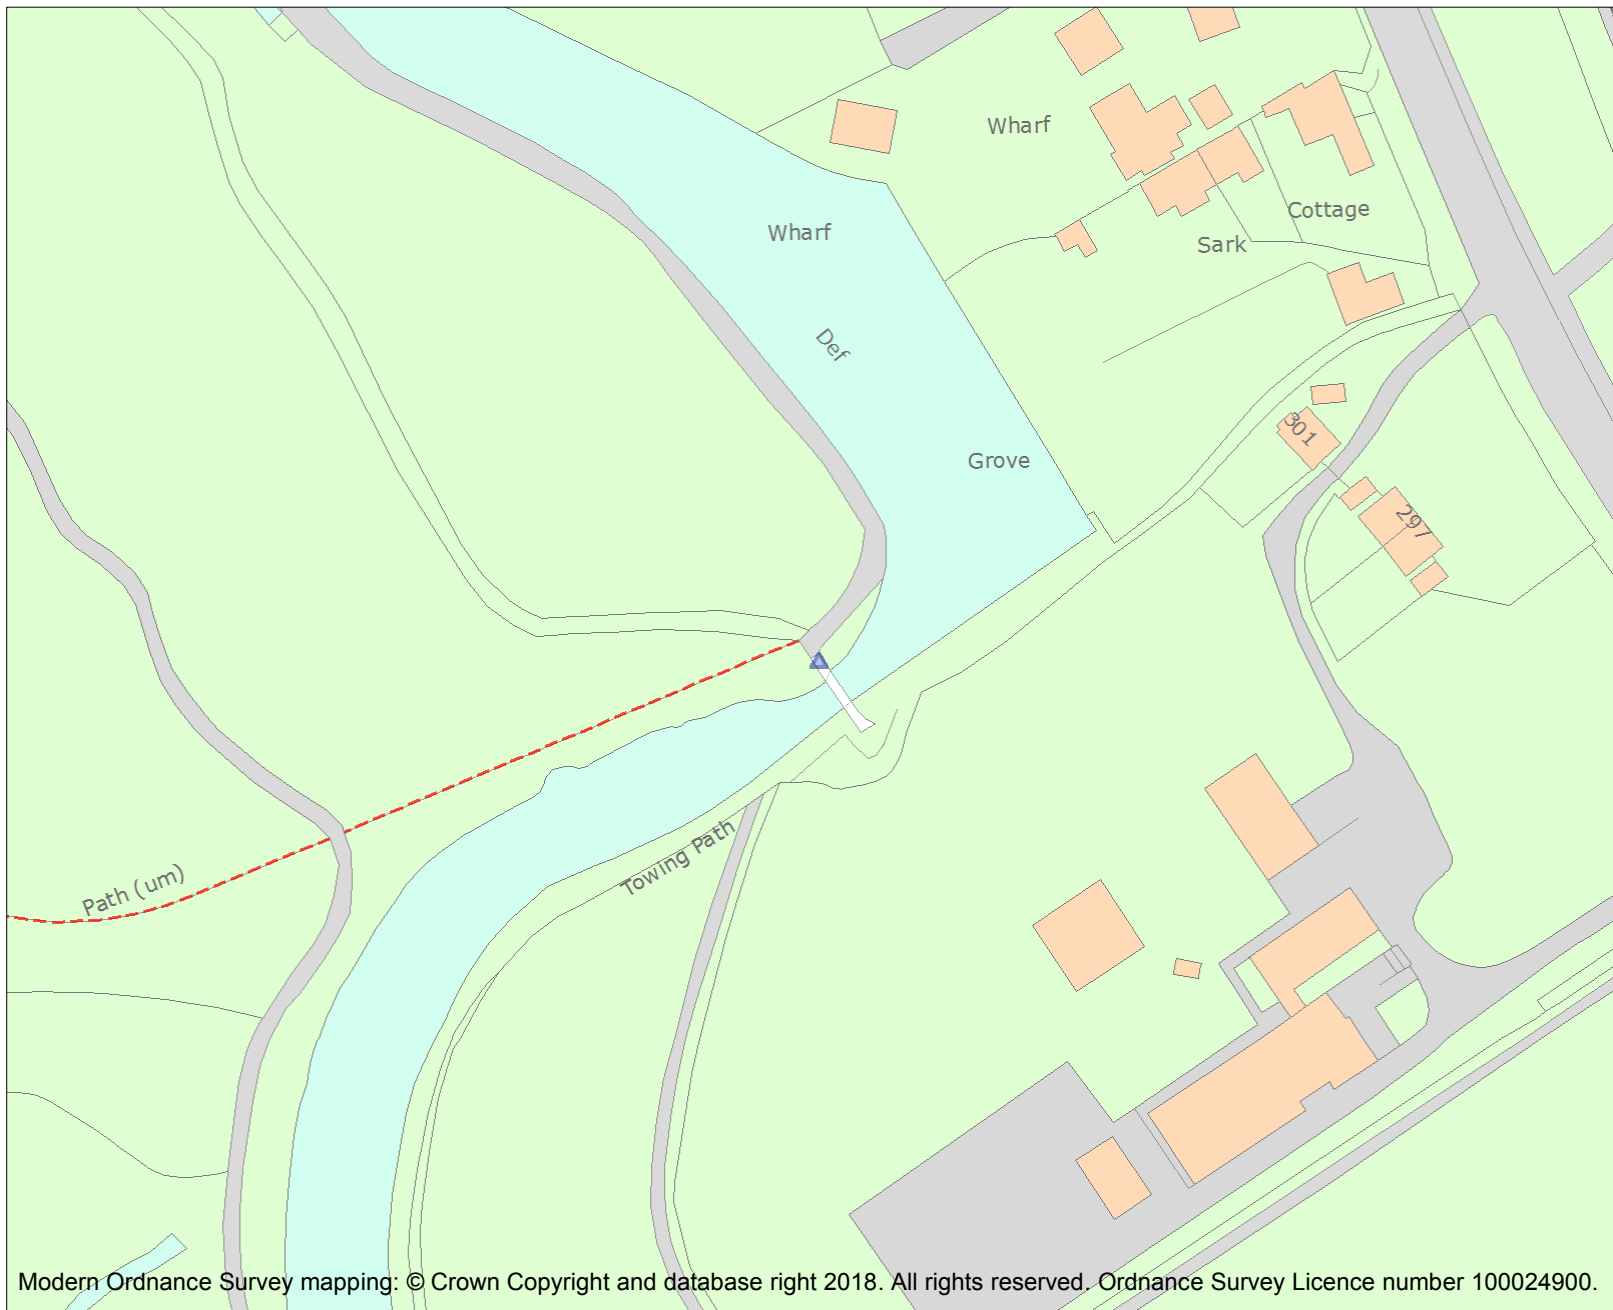 Wharf
Cottage
Wharf
Sark
Def
301
Grove
297
Towing Path
Path (um)
Modern Ordnance Survey mapping: © Crown Copyright and database right 2018. All rights reserved. Ordnance Survey Licence number 100024900.